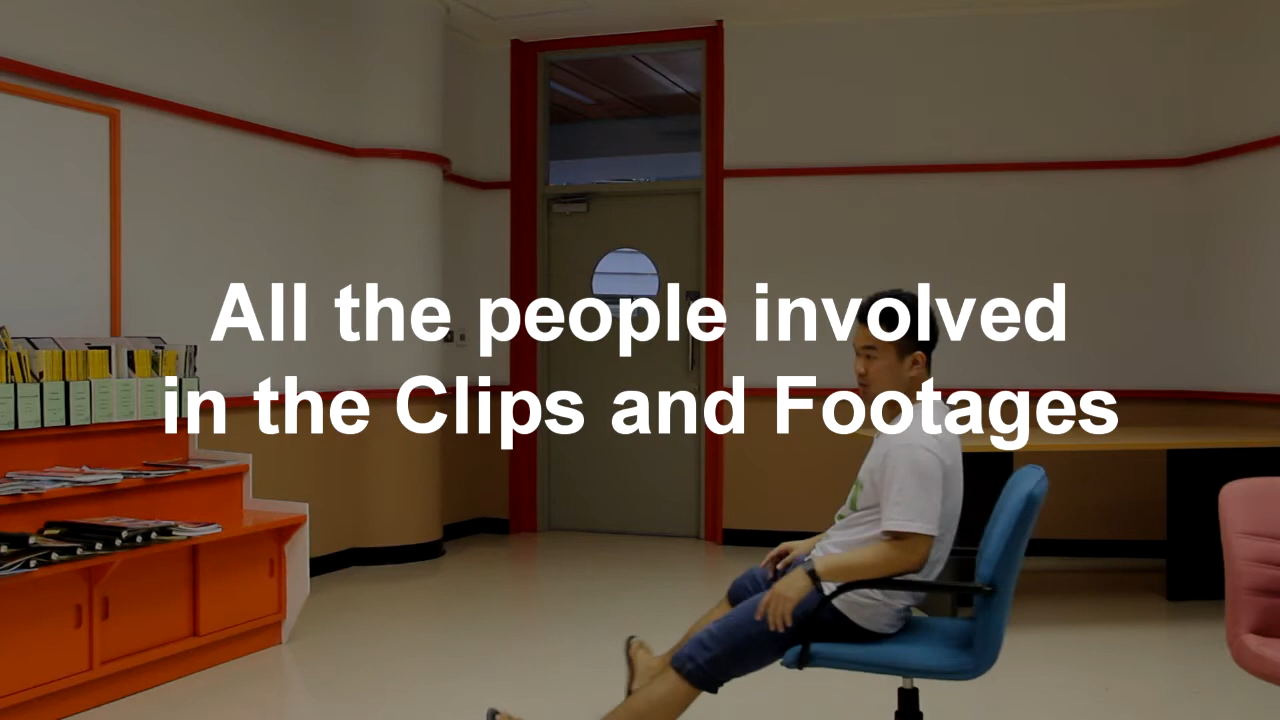 All the people involved
in the Clips and Footages